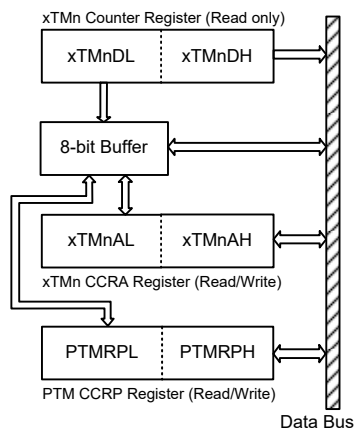 xTMn Counter Register (Read only)
xTMnDL xTMnDH
8-bit Buffer
xTMnAL xTMnAH
xTMn CCRA Register (Read/Write)
PTMRPL PTMRPH
PTM CCRP Register (Read/Write)
Data Bus